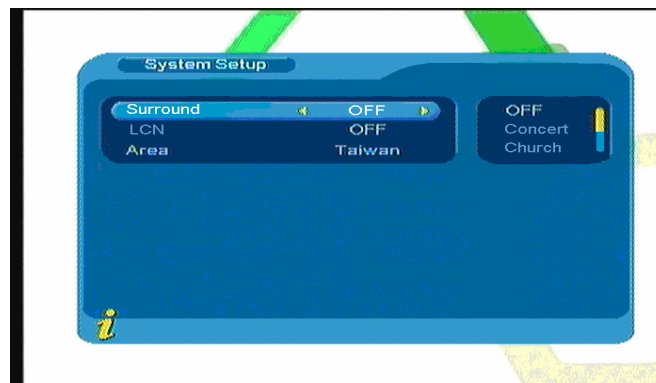 System Setup
Surround OFF
LCN OFF
Area Taiwan
OFF
Concert
Church
i